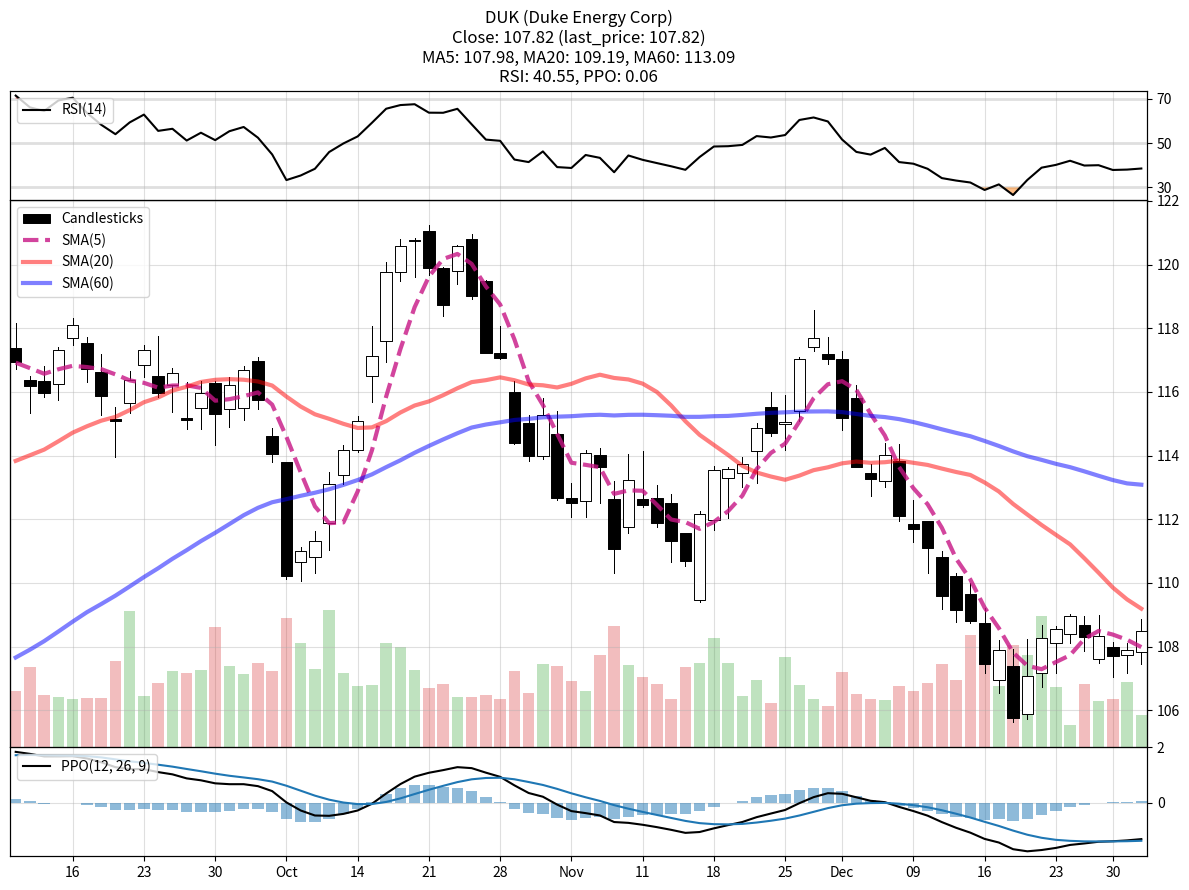 DUK (Duke Energy Corp)
Close: 107.82 (last_price: 107.82)
MA5: 107.98, MA20: 109.19, MA60: 113.09
RSI: 40.55, PPO: 0.06
RSI(14)
70
50
30
Candlesticks
SMA(5)
SMA(20)
SMA(60)
122
120
118
116
114
112
110
108
106
PPO(12, 26, 9)
2
0
16
23
30
Oct
14
21
28
Nov
11
18
25
Dec
09
16
23
30